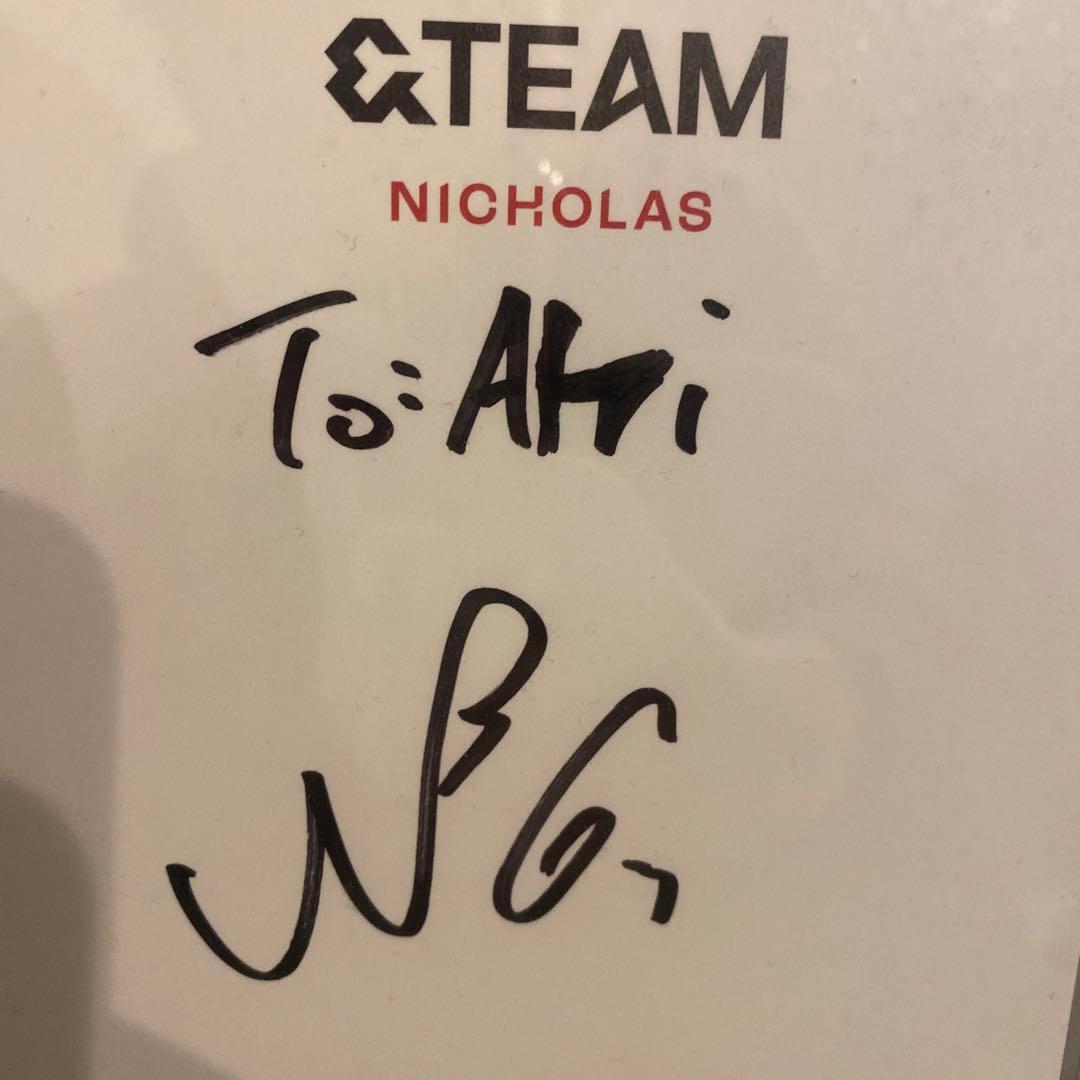 &TEAM
NICHOLAS
To: Aki